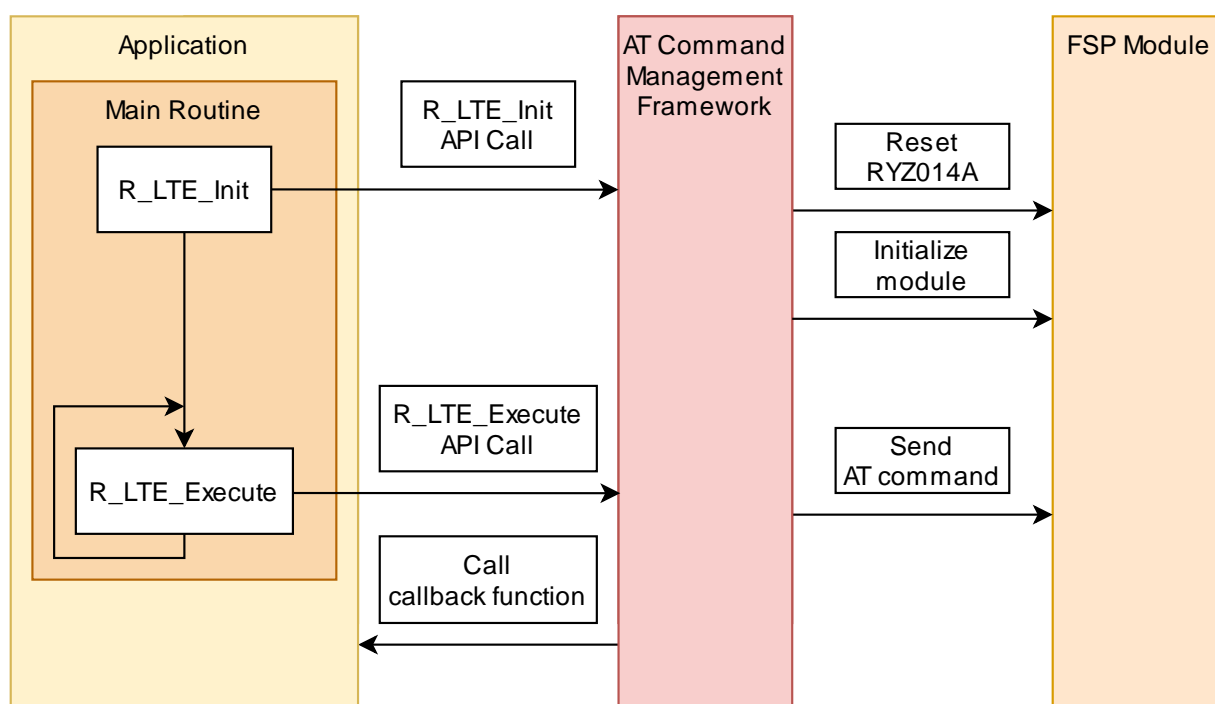 Application
Main Routine
R_LTE_Init
R_LTE_Execute
R_LTE_Init
API Call
R_LTE_Execute
API Call
Call
callback function
AT Command
Management
Framework
Reset
RYZ014A
Initialize
module
Send
AT command
FSP Module